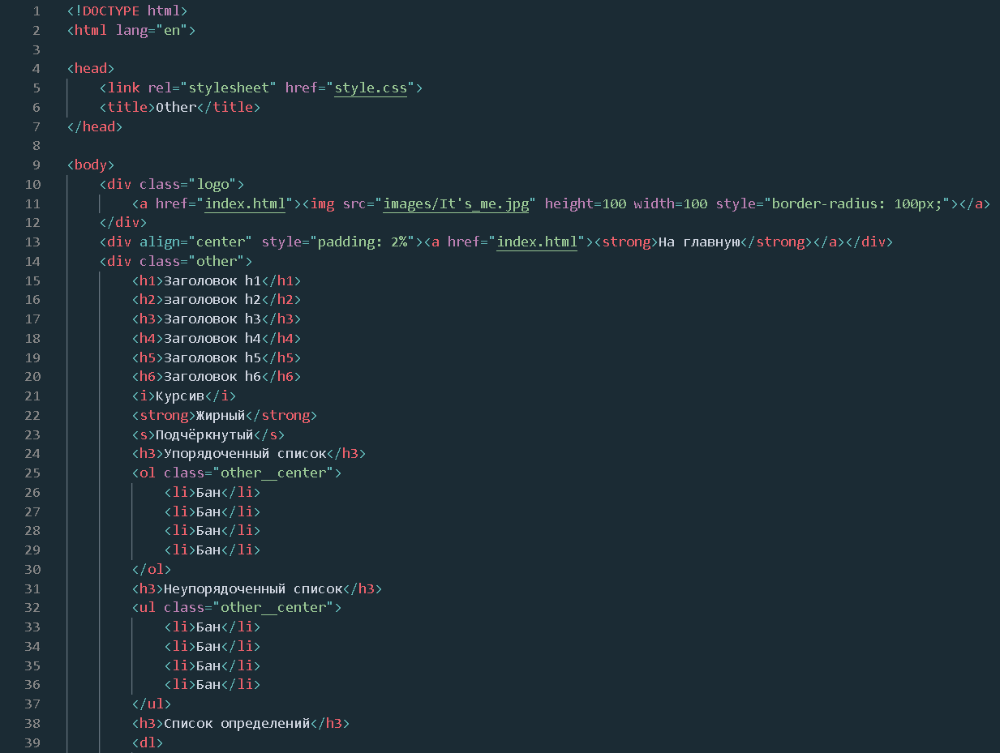 1 <!DOCTYPE html>
2 <html lang="en">
3
4 <head>
5     <link rel="stylesheet" href="style.css">
6     <title>Other</title>
7 </head>
8
9 <body>
10     <div class="logo">
11         <a href="index.html"><img src="images/It's_me.jpg" height=100 width=100 style="border-radius: 100px;"></a>
12     </div>
13     <div align="center" style="padding: 2%"><a href="index.html"><strong>На главную</strong></a></div>
14     <div class="other">
15         <h1>Заголовок h1</h1>
16         <h2>Заголовок h2</h2>
17         <h3>Заголовок h3</h3>
18         <h4>Заголовок h4</h4>
19         <h5>Заголовок h5</h5>
20         <h6>Заголовок h6</h6>
21         <i>Курсив</i>
22         <strong>Жирный</strong>
23         <s>Подчёркнутый</s>
24         <h3>Упорядоченный список</h3>
25         <ol class="other__center">
26             <li>Бан</li>
27             <li>Бан</li>
28             <li>Бан</li>
29             <li>Бан</li>
30         </ol>
31         <h3>Неупорядоченный список</h3>
32         <ul class="other__center">
33             <li>Бан</li>
34             <li>Бан</li>
35             <li>Бан</li>
36             <li>Бан</li>
37         </ul>
38         <h3>Список определений</h3>
39         <dl>